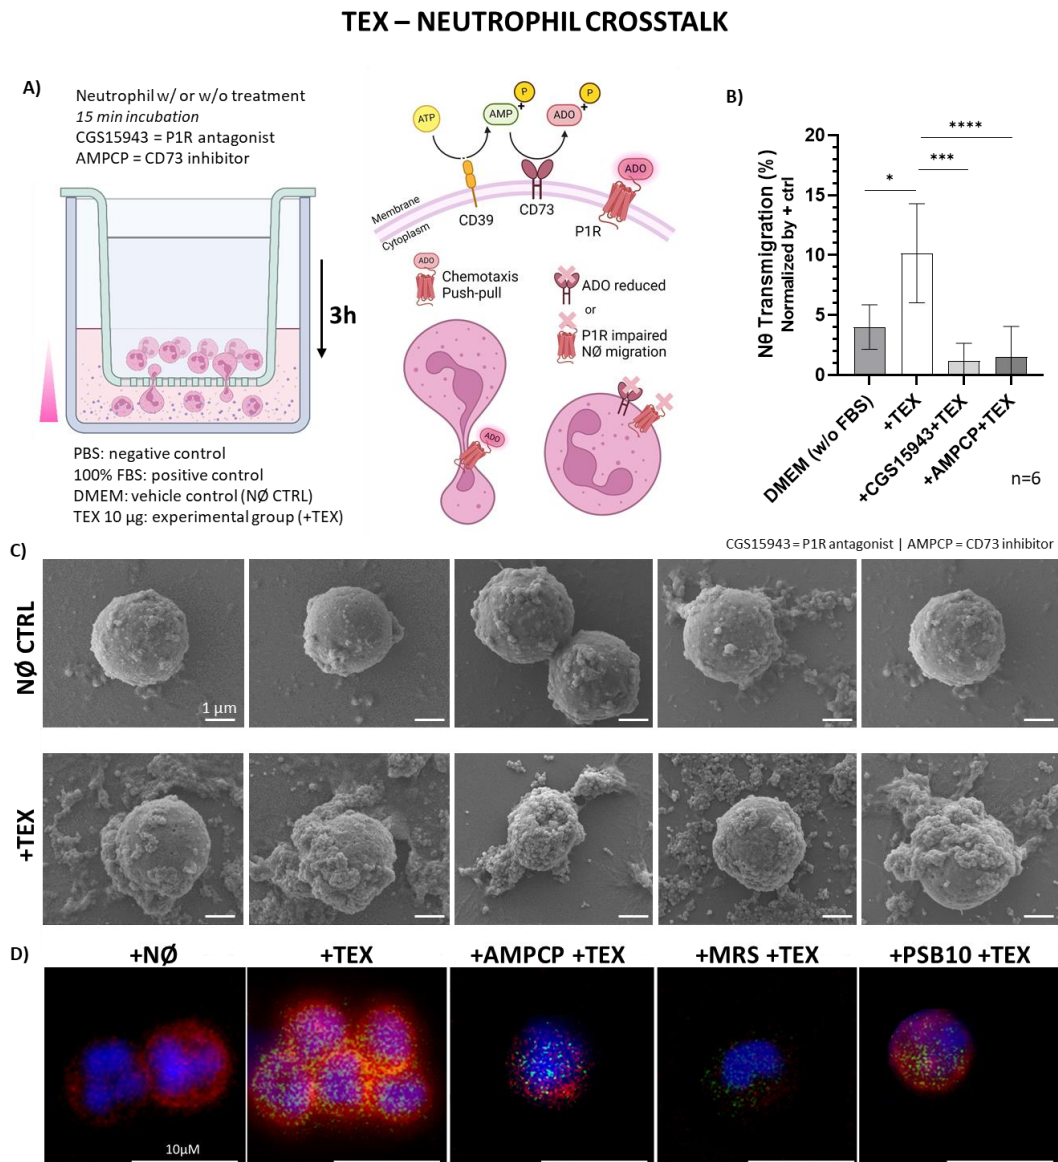 TEX – NEUTROPHIL CROSSTALK
A)
Neutrophil w/ or w/o treatment
15 min incubation
CGS15943 = P1R antagonist
AMPCP = CD73 inhibitor
3h
PBS: negative control
100% FBS: positive control
DMEM: vehicle control (NØ CTRL)
TEX 10 µg: experimental group (+TEX)
ATP
AMP
+
P
ADO
+
P
ADO
Membrane
Cytoplasm
CD39
CD73
P1R
ADO
Chemotaxis
Push-pull
ADO reduced
or
P1R impaired
NØ migration
ADO
B)
Nθ Transmigration (%)
Normalized by + ctrl
20
15
10
5
0
*
***
****
DMEM (w/o FBS)
+TEX
+CGS15943+TEX
+AMPCP+TEX
n=6
CGS15943 = P1R antagonist | AMPCP = CD73 inhibitor
C)
NØ CTRL
1 µm
+TEX
D)
+NØ
+TEX
+AMPCP +TEX
+MRS +TEX
+PSB10 +TEX
10µM